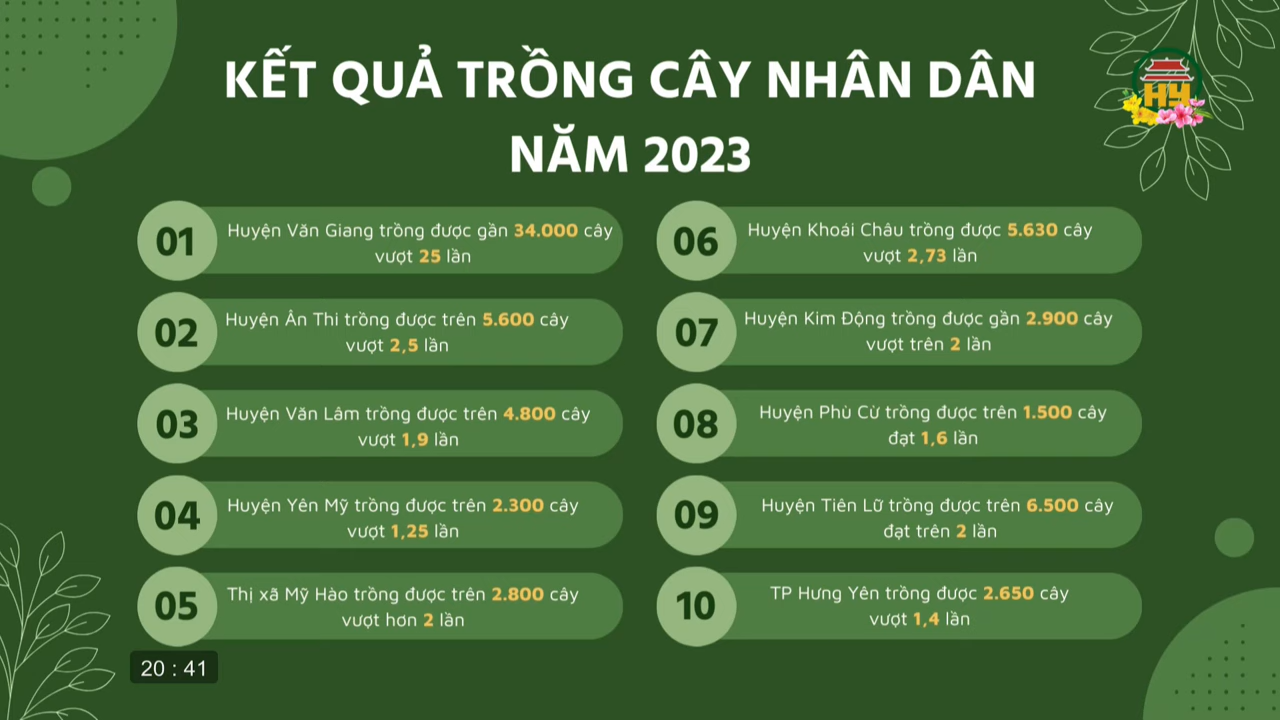 KẾT QUẢ TRỒNG CÂY NHÂN DÂN
NĂM 2023
HY
01
Huyện Văn Giang trồng được gần 34.000 cây
vượt 25 lần
02
Huyện Ân Thi trồng được trên 5.600 cây
vượt 2,5 lần
03
Huyện Văn Lâm trồng được trên 4.800 cây
vượt 1,9 lần
04
Huyện Yên Mỹ trồng được trên 2.300 cây
vượt 1,25 lần
05
Thị xã Mỹ Hào trồng được trên 2.800 cây
vượt hơn 2 lần
06
Huyện Khoái Châu trồng được 5.630 cây
vượt 2,73 lần
07
Huyện Kim Động trồng được gần 2.900 cây
vượt trên 2 lần
08
Huyện Phù Cừ trồng được trên 1.500 cây
đạt 1,6 lần
09
Huyện Tiên Lữ trồng được trên 6.500 cây
đạt trên 2 lần
10
TP Hưng Yên trồng được 2.650 cây
vượt 1,4 lần
20 : 41